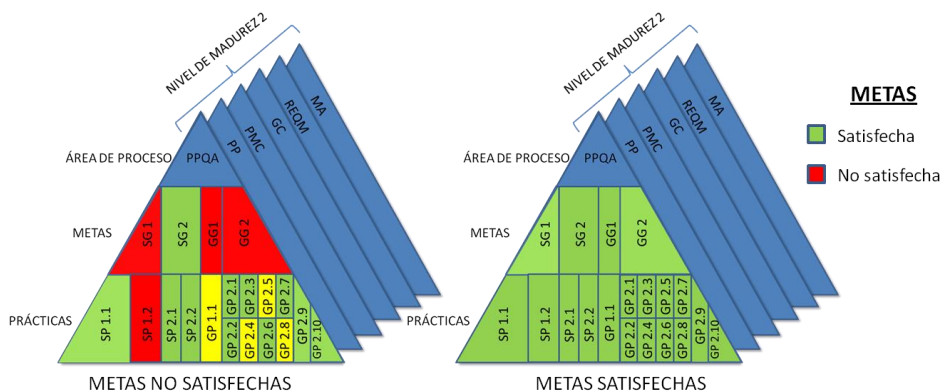 NIVEL DE MADUREZ 2
MA
REQM
GC
PMC
PP
ÁREA DE PROCESO
PPQA
METAS
SG 1
SG 2
GG1
GG 2
PRÁCTICAS
SP 1.1
SP 1.2
SP 2.1
SP 2.2
GP 1.1
GP 2.1
GP 2.2
GP 2.3
GP 2.4
GP 2.5
GP 2.6
GP 2.7
GP 2.8
GP 2.9
GP 2.10
METAS NO SATISFECHAS
NIVEL DE MADUREZ 2
MA
REQM
GC
PMC
PP
ÁREA DE PROCESO
PPQA
METAS
SG 1
SG 2
GG1
GG 2
PRÁCTICAS
SP 1.1
SP 1.2
SP 2.1
SP 2.2
GP 1.1
GP 2.1
GP 2.2
GP 2.3
GP 2.4
GP 2.5
GP 2.6
GP 2.7
GP 2.8
GP 2.9
GP 2.10
METAS SATISFECHAS
METAS
Satisfecha
No satisfecha